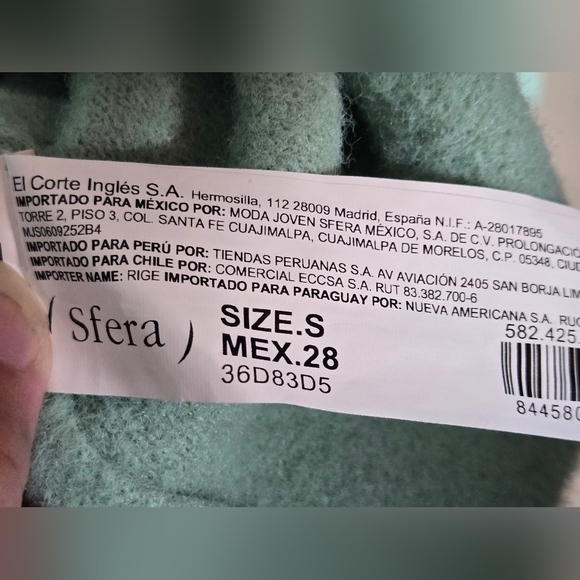 El Corte Inglés S.A. Hermosilla, 112 28009 Madrid, España N.I.F.: A-28017895
IMPORTADO PARA MÉXICO POR: MODA JOVEN SFERA MÉXICO, S.A. DE C.V. PROLONGACIÓ
TORRE 2, PISO 3, COL. SANTA FE CUAJIMALPA, CUAJIMALPA DE MORELOS, C.P. 05348, CIUD
MJS0609252B4
IMPORTADO PARA PERÚ POR: TIENDAS PERUANAS S.A. AV AVIACIÓN 2405 SAN BORJA LIM
IMPORTADO PARA CHILE POR: COMERCIAL ECCSA S.A. RUT 83.382.700-6
IMPORTER NAME: RIGE IMPORTADO PARA PARAGUAY POR: NUEVA AMERICANA S.A. RUC
( Sfera )
SIZE.S
MEX.28
36D83D5
582.425
844580